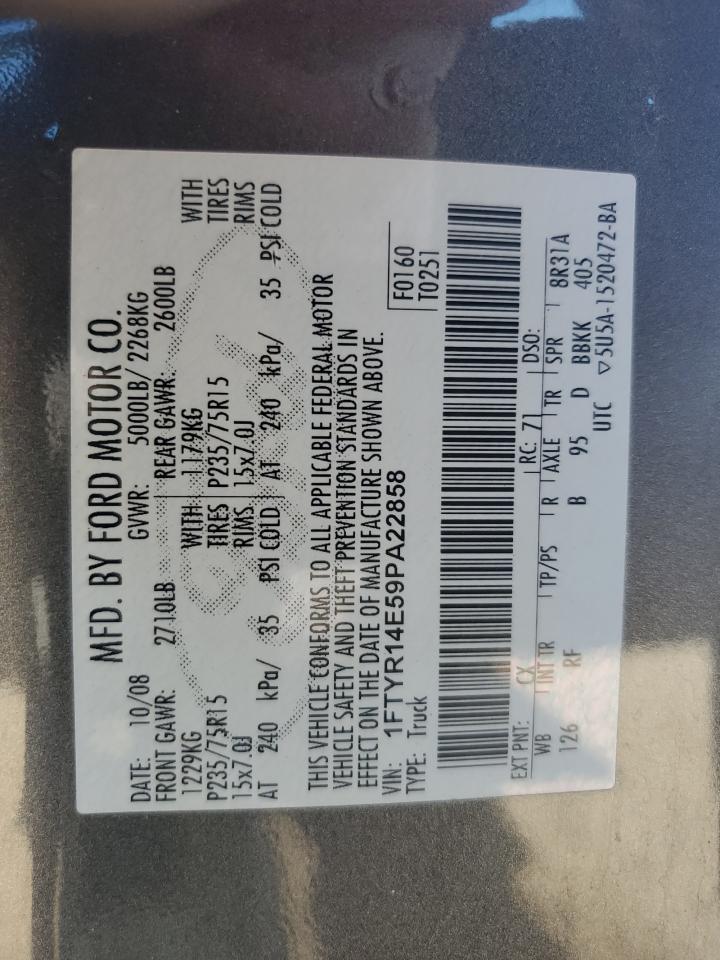 MFD. BY FORD MOTOR CO.
DATE: 10/08 GVWR: 5000LB/ 2268KG
FRONT GAWR: 2710LB REAR GAWR: 2600LB
1229KG WITH 1179KG WITH
P235/75R15 TIRES P235/75R15 TIRES
15x7.0J RIMS 15x7.0J RIMS
AT 240 kPa/ 35 PSI COLD AT 240 kPa/ 35 PSI COLD
THIS VEHICLE CONFORMS TO ALL APPLICABLE FEDERAL MOTOR
VEHICLE SAFETY AND THEFT PREVENTION STANDARDS IN
EFFECT ON THE DATE OF MANUFACTURE SHOWN ABOVE.
VIN: 1FTYR14E59PA22858 F0160
TYPE: Truck T0251
EXT PNT: CX RC: 71 DSO:
WB INT TR TP/PS R AXLE TR SPR 8R31A
126 RF B 95 D BBKK 405
UTC ▽5U5A-1520472-BA